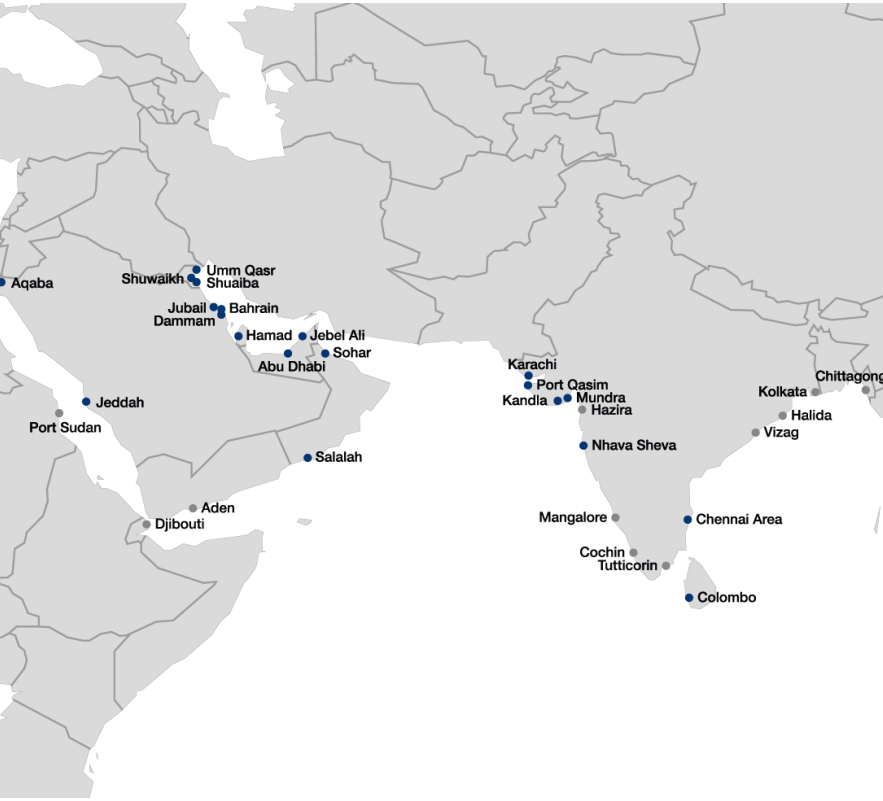 Umm Qasr
Shuwaikh
Shuaiba
Aqaba
Jubail
Bahrain
Dammam
Hamad
Jebel Ali
Sohar
Abu Dhabi
Karachi
Port Qasim
Kandla
Mundra
Hazira
Chittagong
Kolkata
Halida
Vizag
Jeddah
Port Sudan
Nhava Sheva
Salalah
Aden
Djibouti
Mangalore
Chennai Area
Cochin
Tutticorin
Colombo